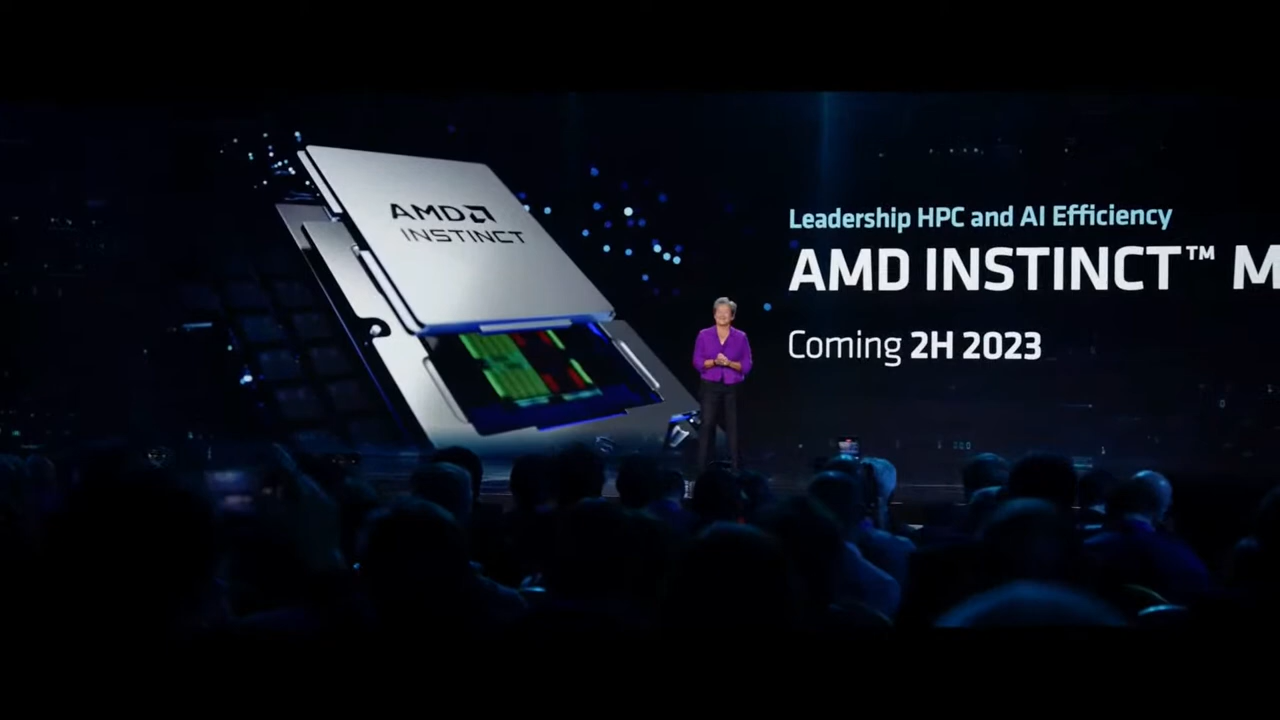 AMD
INSTINCT
Leadership HPC and AI Efficiency
AMD INSTINCT™ M
Coming 2H 2023